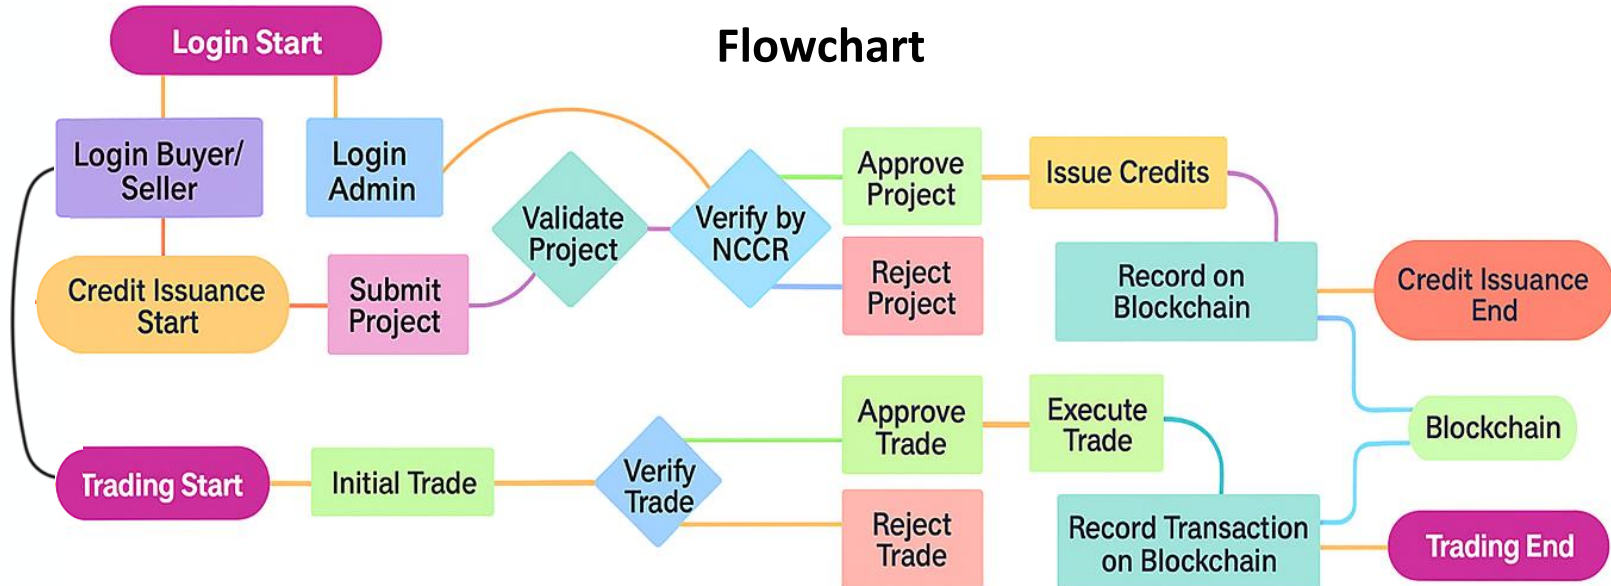 Flowchart
Login Start
Login Buyer/
Seller
Login
Admin
Credit Issuance
Start
Submit
Project
Validate
Project
Verify by
NCCR
Approve
Project
Reject
Project
Issue Credits
Record on
Blockchain
Credit Issuance
End
Blockchain
Trading Start
Initial Trade
Verify
Trade
Approve
Trade
Reject
Trade
Execute
Trade
Record Transaction
on Blockchain
Trading End